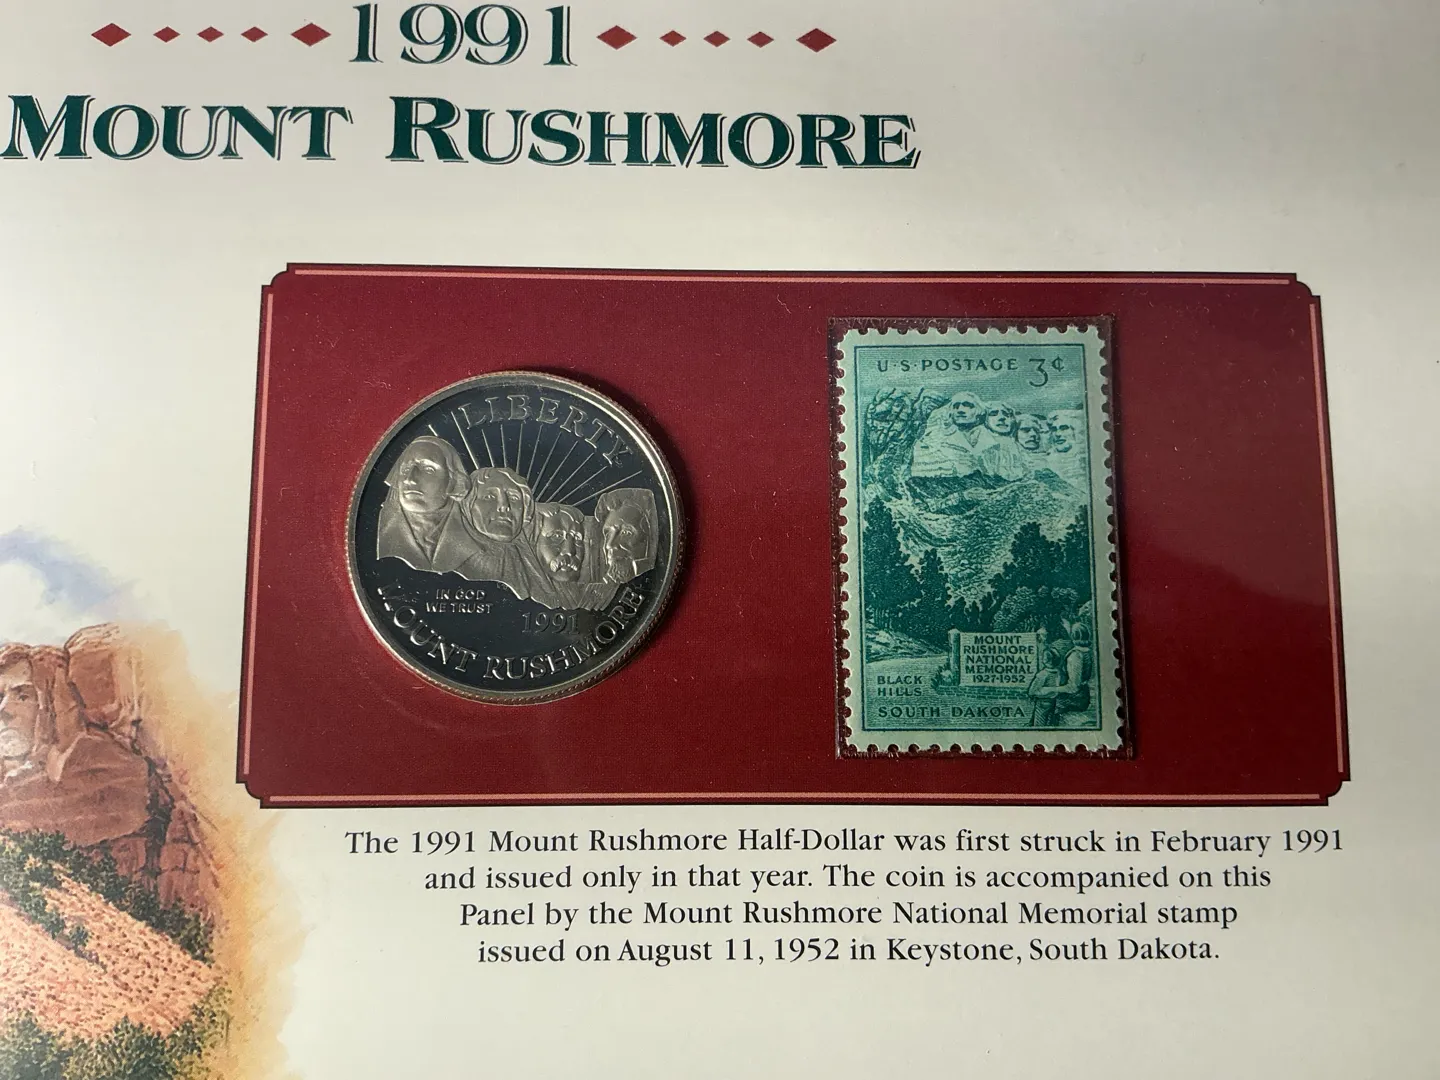 1991
MOUNT RUSHMORE
LIBERTY
IN GOD
WE TRUST
1991
MOUNT RUSHMORE
U·S·POSTAGE 3¢
MOUNT
RUSHMORE
NATIONAL
MEMORIAL
1927-1952
BLACK
HILLS
SOUTH DAKOTA
The 1991 Mount Rushmore Half-Dollar was first struck in February 1991
and issued only in that year. The coin is accompanied on this
Panel by the Mount Rushmore National Memorial stamp
issued on August 11, 1952 in Keystone, South Dakota.